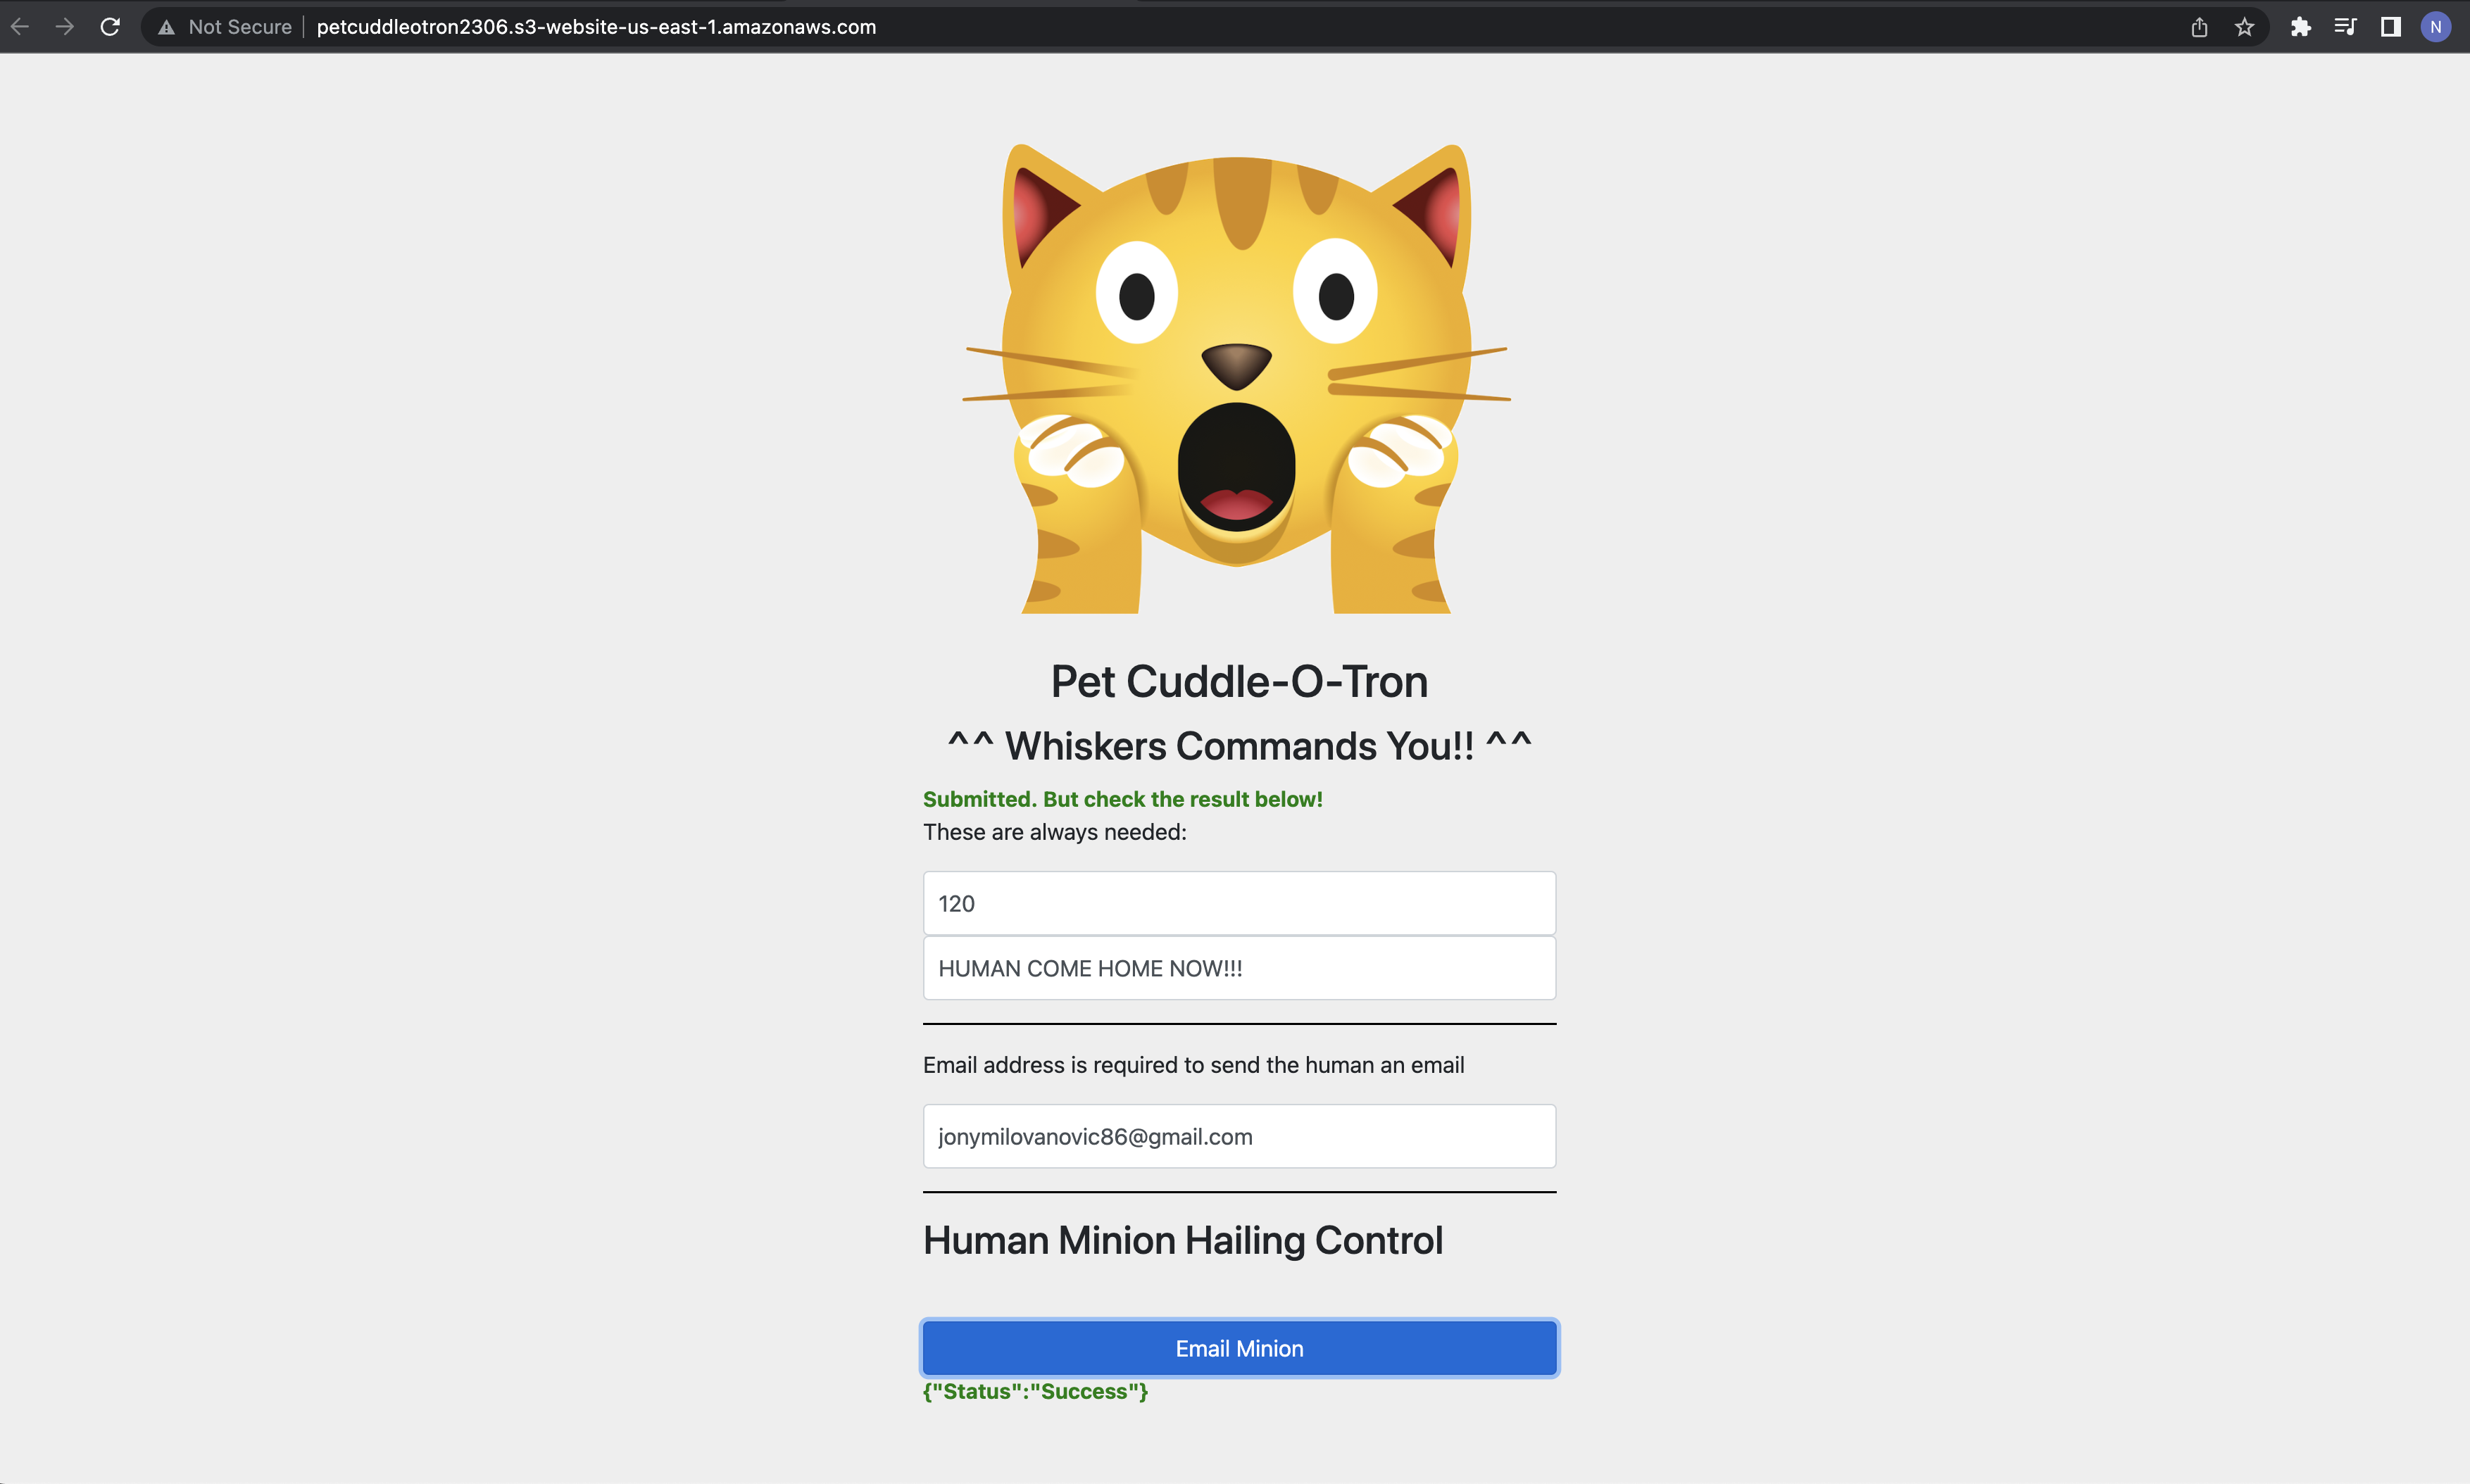 Not Secure petcuddleotron2306.s3-website-us-east-1.amazonaws.com
N
Pet Cuddle-O-Tron
^^ Whiskers Commands You!! ^^
Submitted. But check the result below!
These are always needed:
120
HUMAN COME HOME NOW!!!
Email address is required to send the human an email
jonymilovanovic86@gmail.com
Human Minion Hailing Control
Email Minion
{"Status":"Success"}